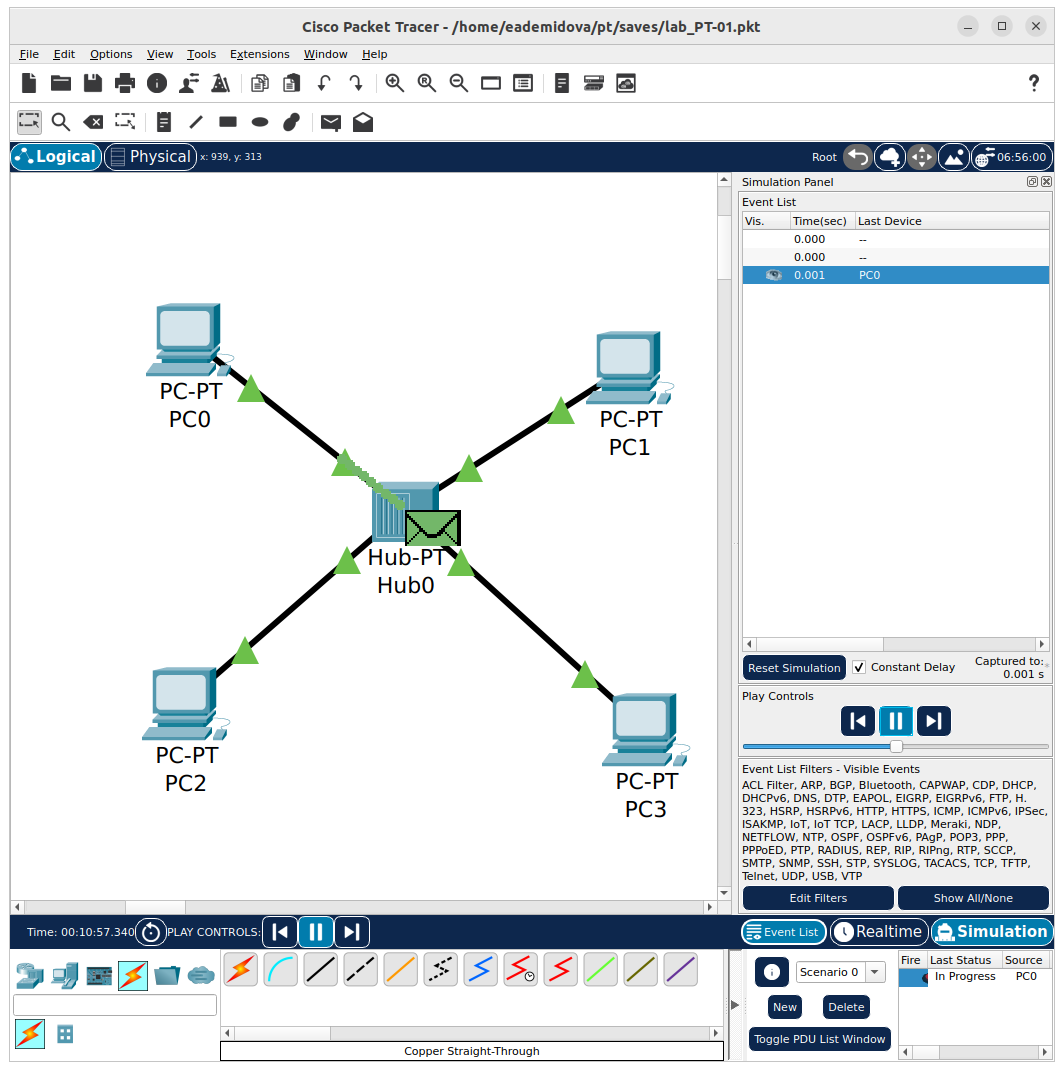 Cisco Packet Tracer - /home/eademidova/pt/saves/lab_PT-01.pkt
File Edit Options View Tools Extensions Window Help
Logical Physical x: 939, y: 313 Root 06:56:00
Simulation Panel
Event List
Vis. Time(sec) Last Device
0.000 --
0.000 --
0.001 PC0
PC-PT
PC0
PC-PT
PC1
Hub-PT
Hub0
PC-PT
PC2
PC-PT
PC3
Reset Simulation Constant Delay Captured to:
0.001 s
Play Controls
Event List Filters - Visible Events
ACL Filter, ARP, BGP, Bluetooth, CAPWAP, CDP, DHCP,
DHCPv6, DNS, DTP, EAPOL, EIGRP, EIGRPv6, FTP, H.
323, HSRP, HSRPv6, HTTP, HTTPS, ICMP, ICMPv6, IPSec,
ISAKMP, IoT, IoT TCP, LACP, LLDP, Meraki, NDP,
NETFLOW, NTP, OSPF, OSPFv6, PAgP, POP3, PPP,
PPPoED, PTP, RADIUS, REP, RIP, RIPng, RTP, SCCP,
SMTP, SNMP, SSH, STP, SYSLOG, TACACS, TCP, TFTP,
Telnet, UDP, USB, VTP
Edit Filters Show All/None
Time: 00:10:57.340 PLAY CONTROLS: Event List Realtime Simulation
Scenario 0
New Delete
Toggle PDU List Window
Fire Last Status Source
In Progress PC0
Copper Straight-Through